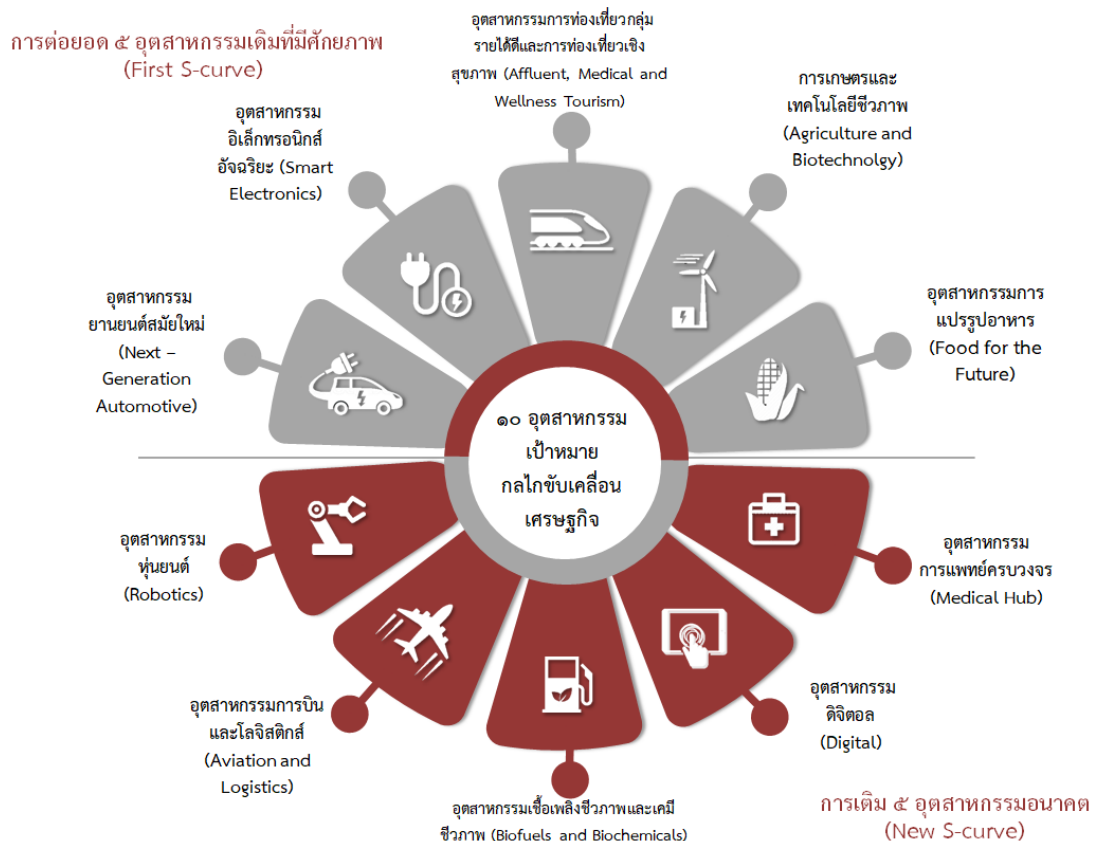 การต่อยอด ๕ อุตสาหกรรมเดิมที่มีศักยภาพ
(First S-curve)
อุตสาหกรรมการท่องเที่ยวกลุ่ม
รายได้ดีและการท่องเที่ยวเชิง
สุขภาพ (Affluent, Medical and
Wellness Tourism)
การเกษตรและ
เทคโนโลยีชีวภาพ
(Agriculture and
Biotechnolgy)
อุตสาหกรรม
อิเล็กทรอนิกส์
อัจฉริยะ (Smart
Electronics)
อุตสาหกรรม
ยานยนต์สมัยใหม่
(Next –
Generation
Automotive)
อุตสาหกรรมการ
แปรรูปอาหาร
(Food for the
Future)
๑๐ อุตสาหกรรม
เป้าหมาย
กลไกขับเคลื่อน
เศรษฐกิจ
อุตสาหกรรม
หุ่นยนต์
(Robotics)
อุตสาหกรรม
การแพทย์ครบวงจร
(Medical Hub)
อุตสาหกรรมการบิน
และโลจิสติกส์
(Aviation and
Logistics)
อุตสาหกรรม
ดิจิตอล
(Digital)
อุตสาหกรรมเชื้อเพลิงชีวภาพและเคมี
ชีวภาพ (Biofuels and Biochemicals)
การเติม ๕ อุตสาหกรรมอนาคต
(New S-curve)